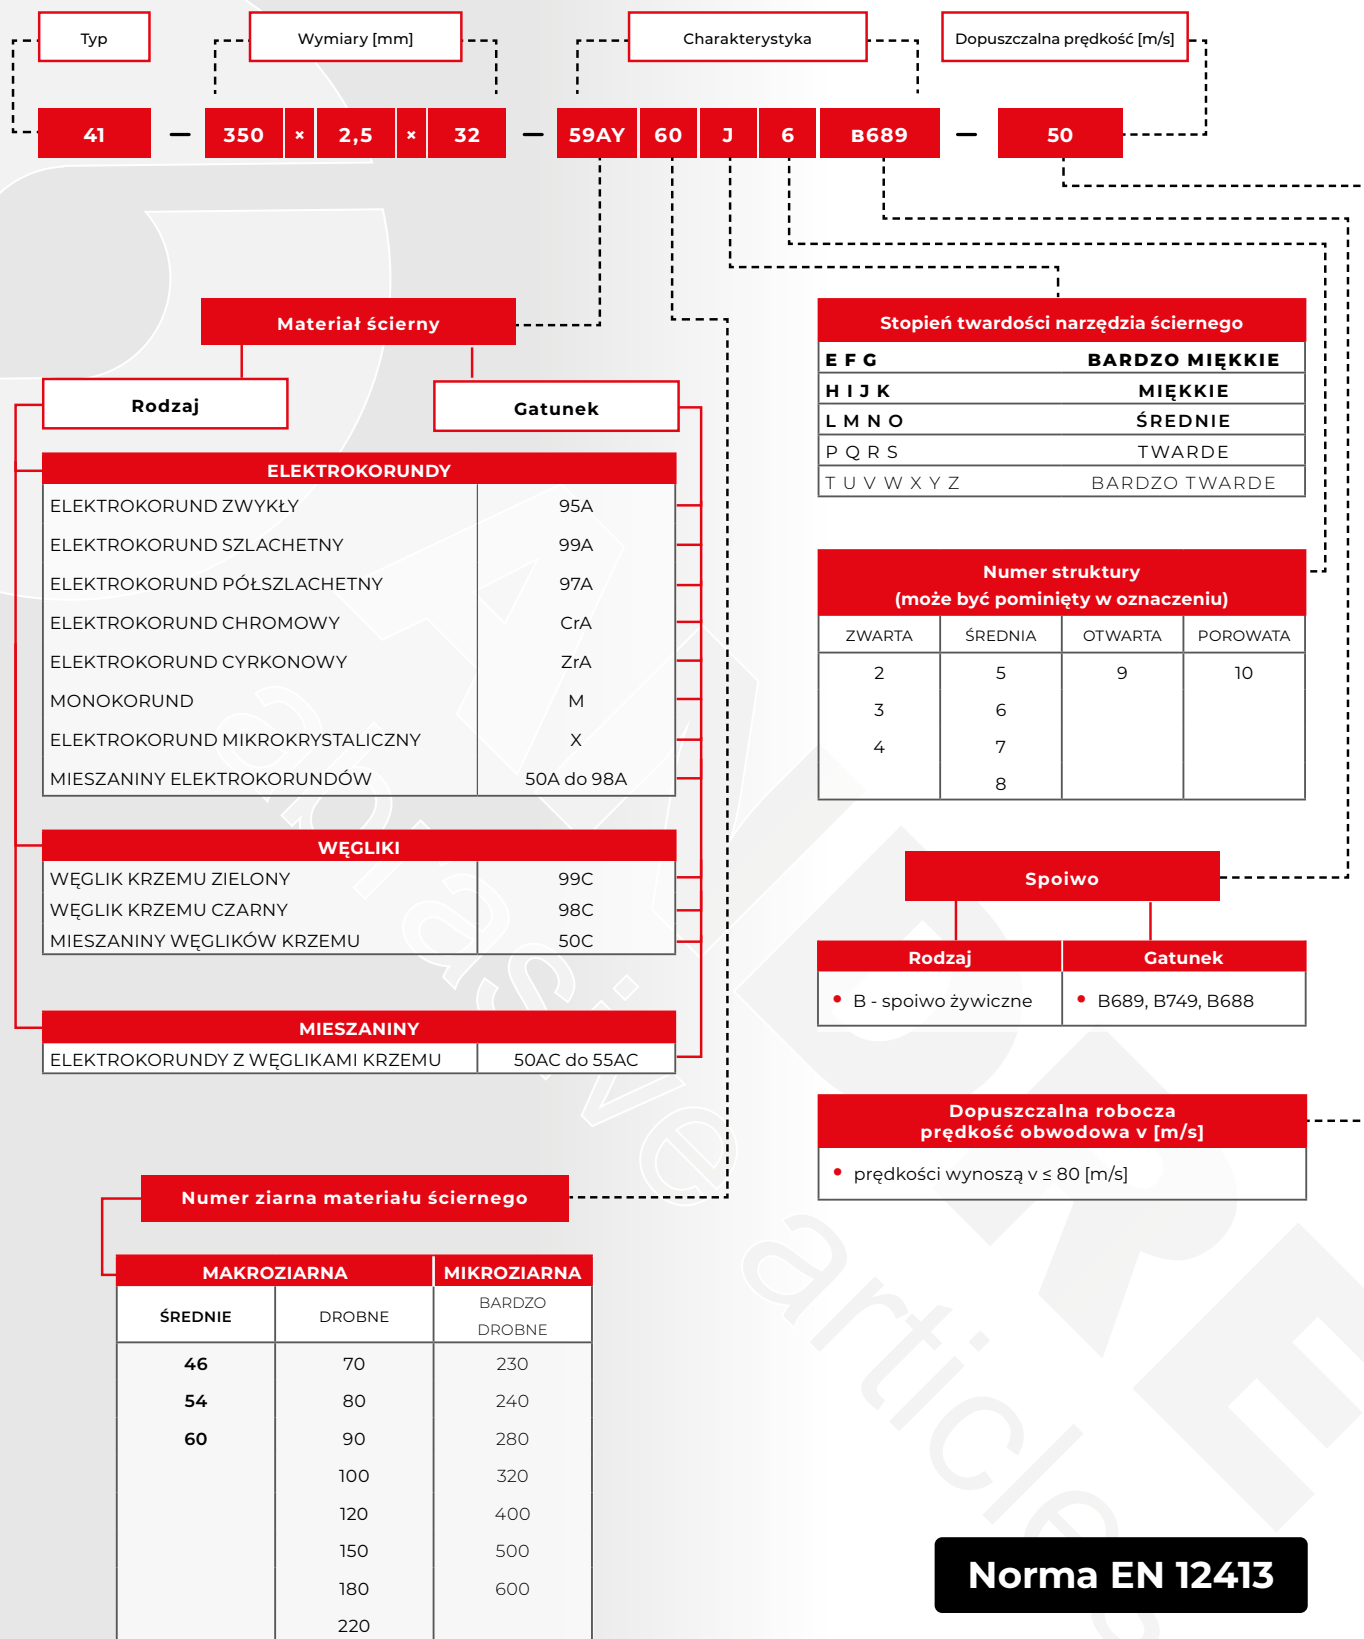 Typ
Wymiary [mm]
Charakterystyka
Dopuszczalna prędkość [m/s]
41 – 350 × 2,5 × 32 – 59AY 60 J 6 B689 – 50
Materiał ścierny
Rodzaj
Gatunek
ELEKTROKORUNDY
ELEKTROKORUND ZWYKŁY 95A
ELEKTROKORUND SZLACHETNY 99A
ELEKTROKORUND PÓŁSZLACHETNY 97A
ELEKTROKORUND CHROMOWY CrA
ELEKTROKORUND CYRKONOWY ZrA
MONOKORUND M
ELEKTROKORUND MIKROKRYSTALICZNY X
MIESZANINY ELEKTROKORUNDÓW 50A do 98A
WĘGLIKI
WĘGLIK KRZEMU ZIELONY 99C
WĘGLIK KRZEMU CZARNY 98C
MIESZANINY WĘGLIKÓW KRZEMU 50C
MIESZANINY
ELEKTROKORUNDY Z WĘGLIKAMI KRZEMU 50AC do 55AC
Numer ziarna materiału ściernego
MAKROZIARNA MIKROZIARNA
ŚREDNIE DROBNE BARDZO
DROBNE
46 70 230
54 80 240
60 90 280
100 320
120 400
150 500
180 600
220
Stopień twardości narzędzia ściernego
E F G BARDZO MIĘKKIE
H I J K MIĘKKIE
L M N O ŚREDNIE
P Q R S TWARDE
T U V W X Y Z BARDZO TWARDE
Numer struktury
(może być pominięty w oznaczeniu)
ZWARTA ŚREDNIA OTWARTA POROWATA
2 5 9 10
3 6
4 7
8
Spoiwo
Rodzaj Gatunek
• B - spoiwo żywiczne • B689, B749, B688
Dopuszczalna robocza
prędkość obwodowa v [m/s]
• prędkości wynoszą v ≤ 80 [m/s]
Norma EN 12413
ANDRE
abrasive articles